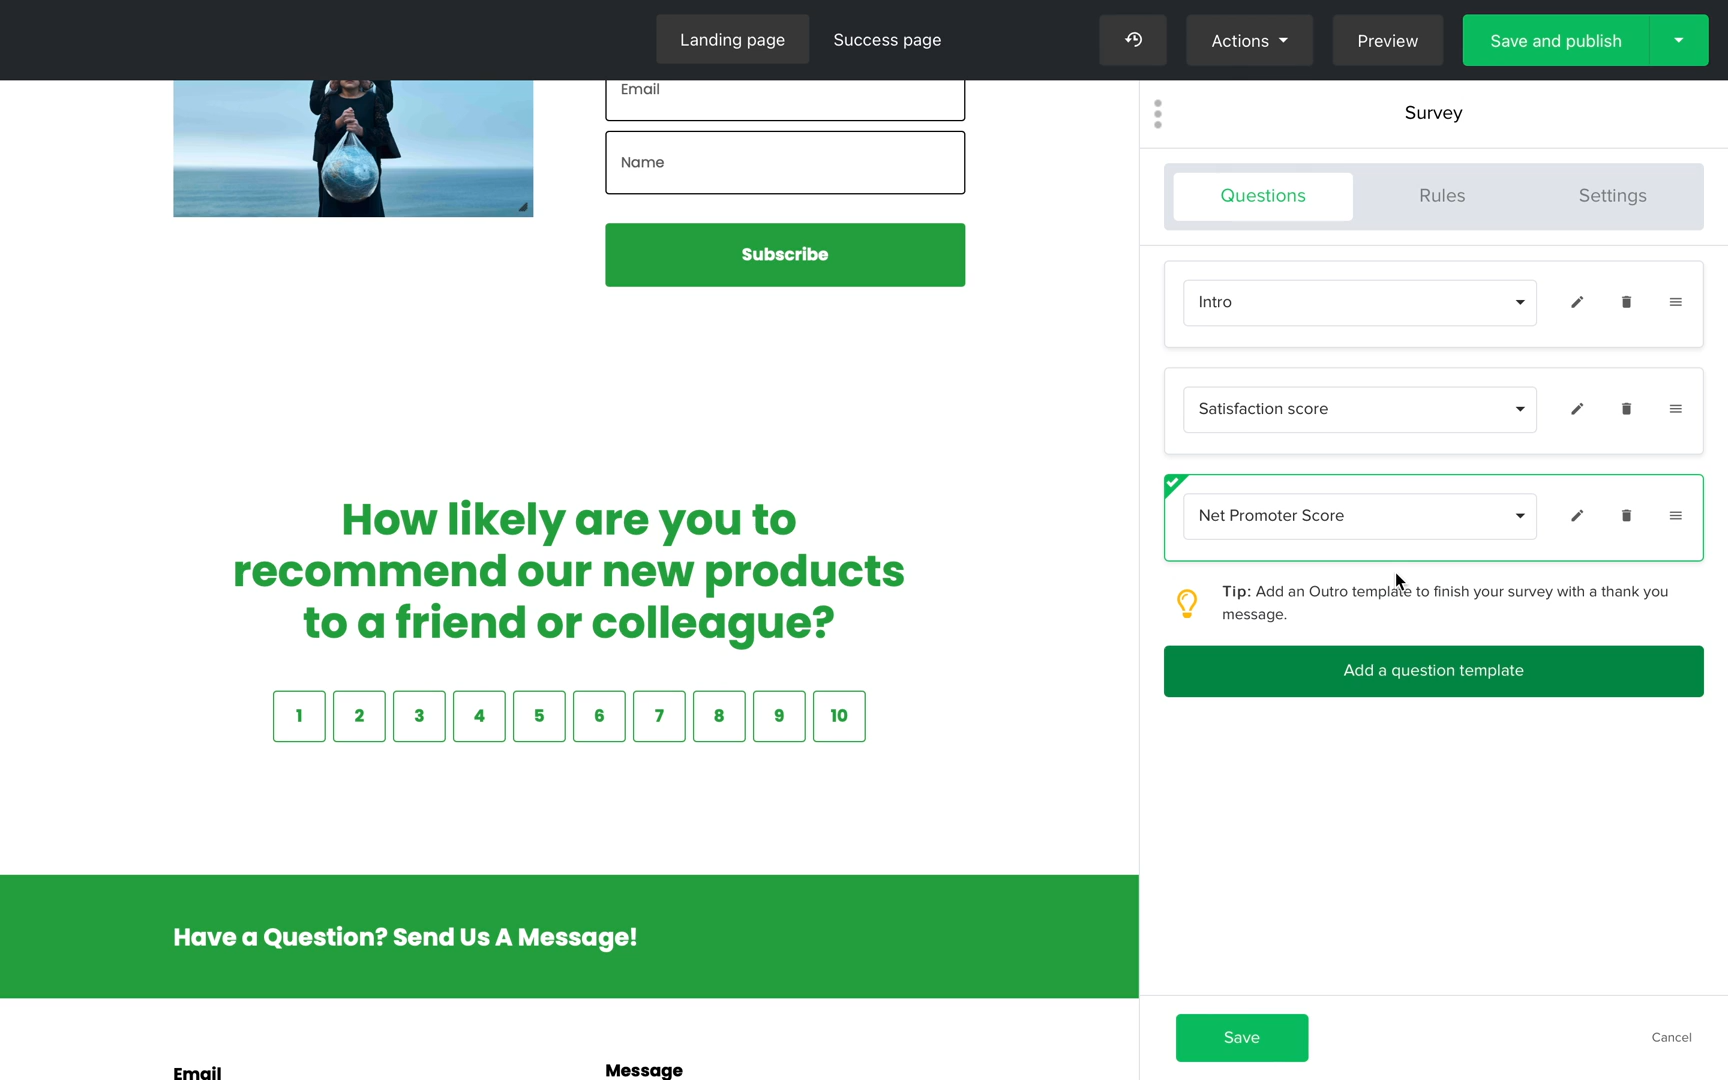 Landing page
Success page
Actions
Preview
Save and publish
Email
Name
Subscribe
How likely are you to
recommend our new products
to a friend or colleague?
1 2 3 4 5 6 7 8 9 10
Have a Question? Send Us A Message!
Email
Message
Survey
Questions
Rules
Settings
Intro
Satisfaction score
Net Promoter Score
Tip: Add an Outro template to finish your survey with a thank you
message.
Add a question template
Save
Cancel